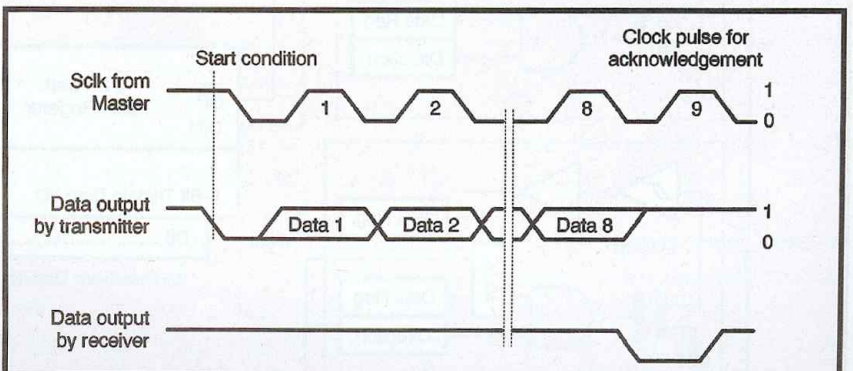 Clock pulse for
acknowledgement
Start condition
Sclk from
Master
1
2
8
9
1
0
Data output
by transmitter
Data 1
Data 2
Data 8
1
0
Data output
by receiver